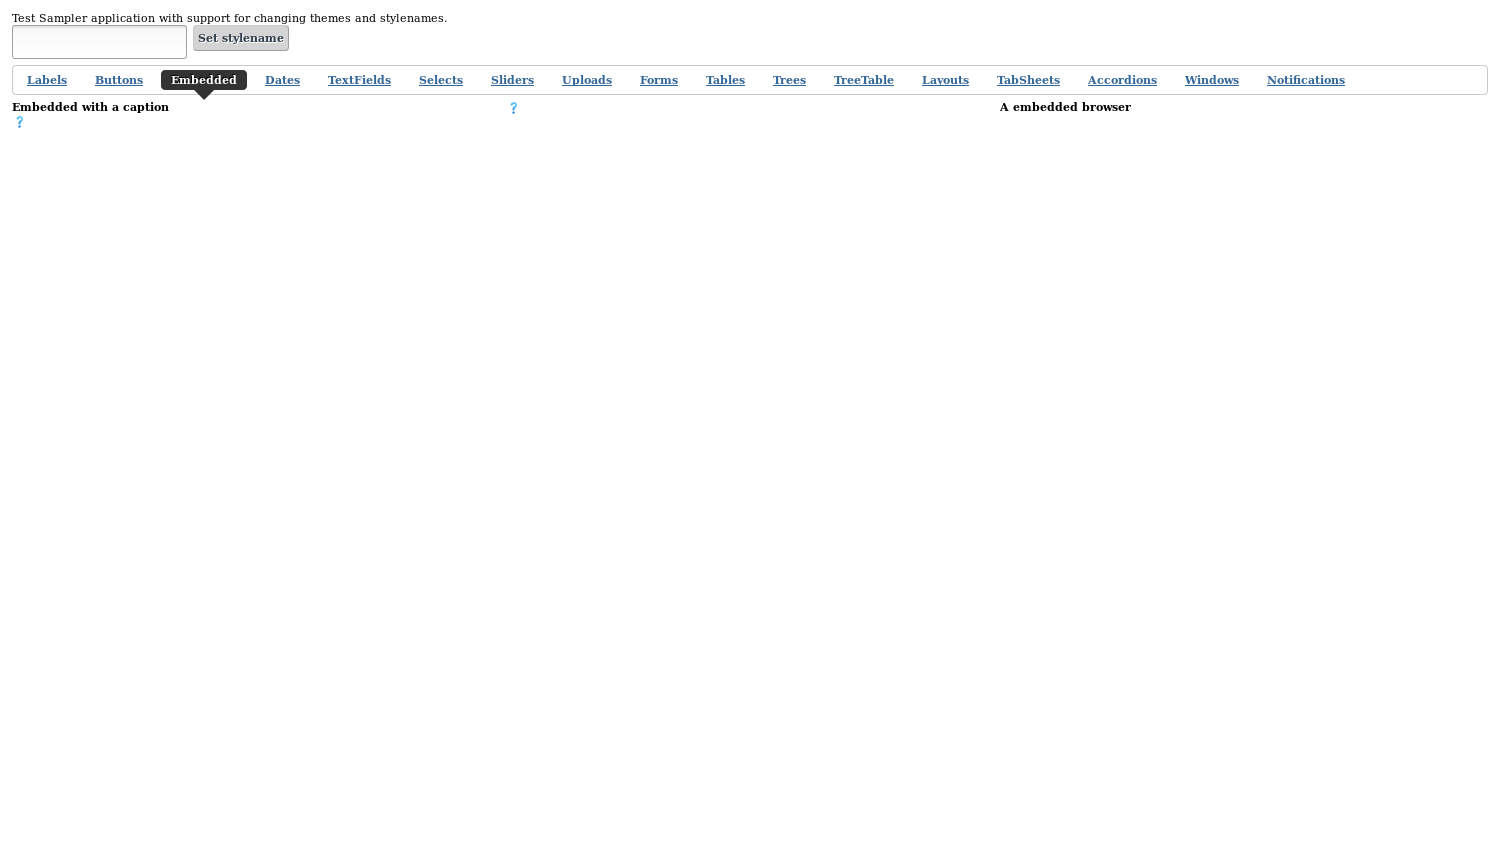 Test Sampler application with support for changing themes and stylenames.
Set stylename
Labels Buttons Embedded Dates TextFields Selects Sliders Uploads Forms Tables Trees TreeTable Layouts TabSheets Accordions Windows Notifications
Embedded with a caption ? A embedded browser
?